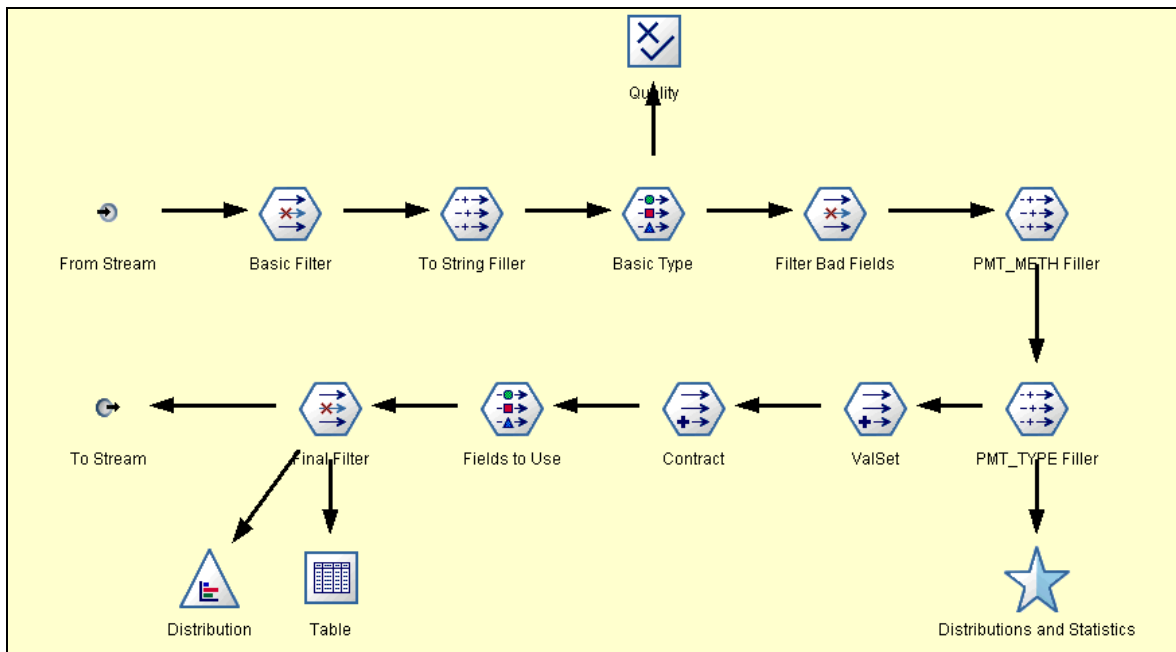 Quality
From Stream
Basic Filter
To String Filler
Basic Type
Filter Bad Fields
PMT_METH Filler
To Stream
Final Filter
Fields to Use
Contract
ValSet
PMT_TYPE Filler
Distribution
Table
Distributions and Statistics